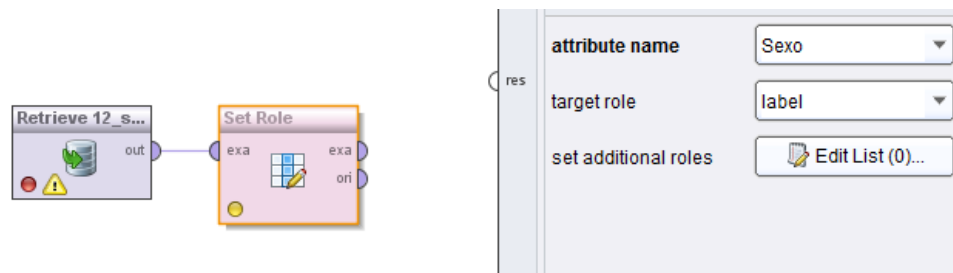 Retrieve 12_s...
out
Set Role
exa
exa
ori
res
attribute name
Sexo
target role
label
set additional roles
Edit List (0)...